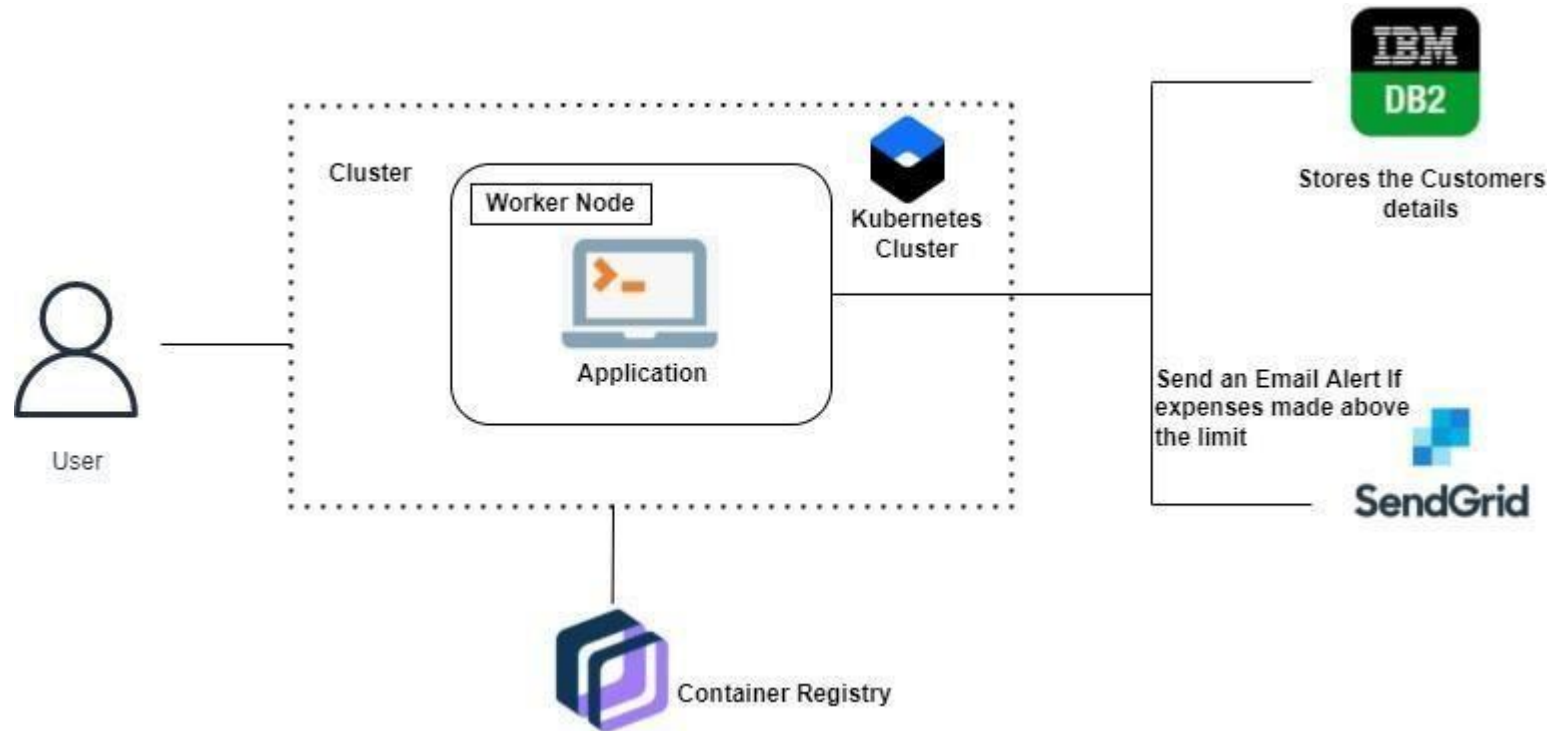 IBM
DB2
Stores the Customers
details
Cluster
Worker Node
Kubernetes
Cluster
Application
User
Send an Email Alert If
expenses made above
the limit
SendGrid
Container Registry